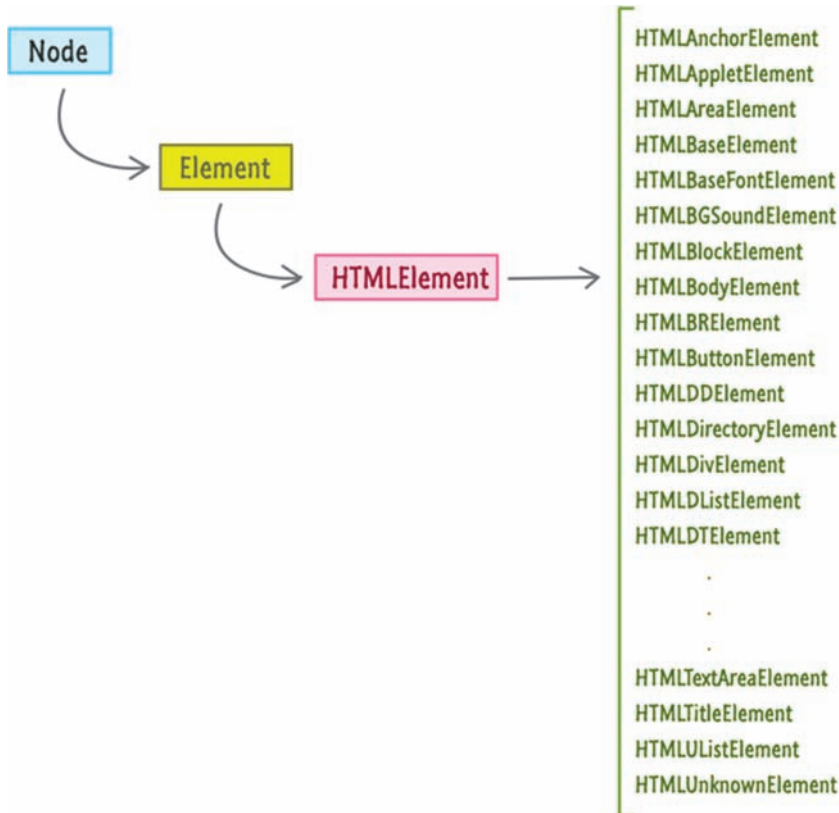 Node
Element
HTMLElement
HTMLAnchorElement
HTMLAppletElement
HTMLAreaElement
HTMLBaseElement
HTMLBaseFontElement
HTMLBGSoundElement
HTMLBlockElement
HTMLBodyElement
HTMLBRElement
HTMLButtonElement
HTMLDDElement
HTMLDirectoryElement
HTMLDivElement
HTMLDListElement
HTMLDTElement
.
.
.
HTMLTextAreaElement
HTMLTitleElement
HTMLUListElement
HTMLUnknownElement